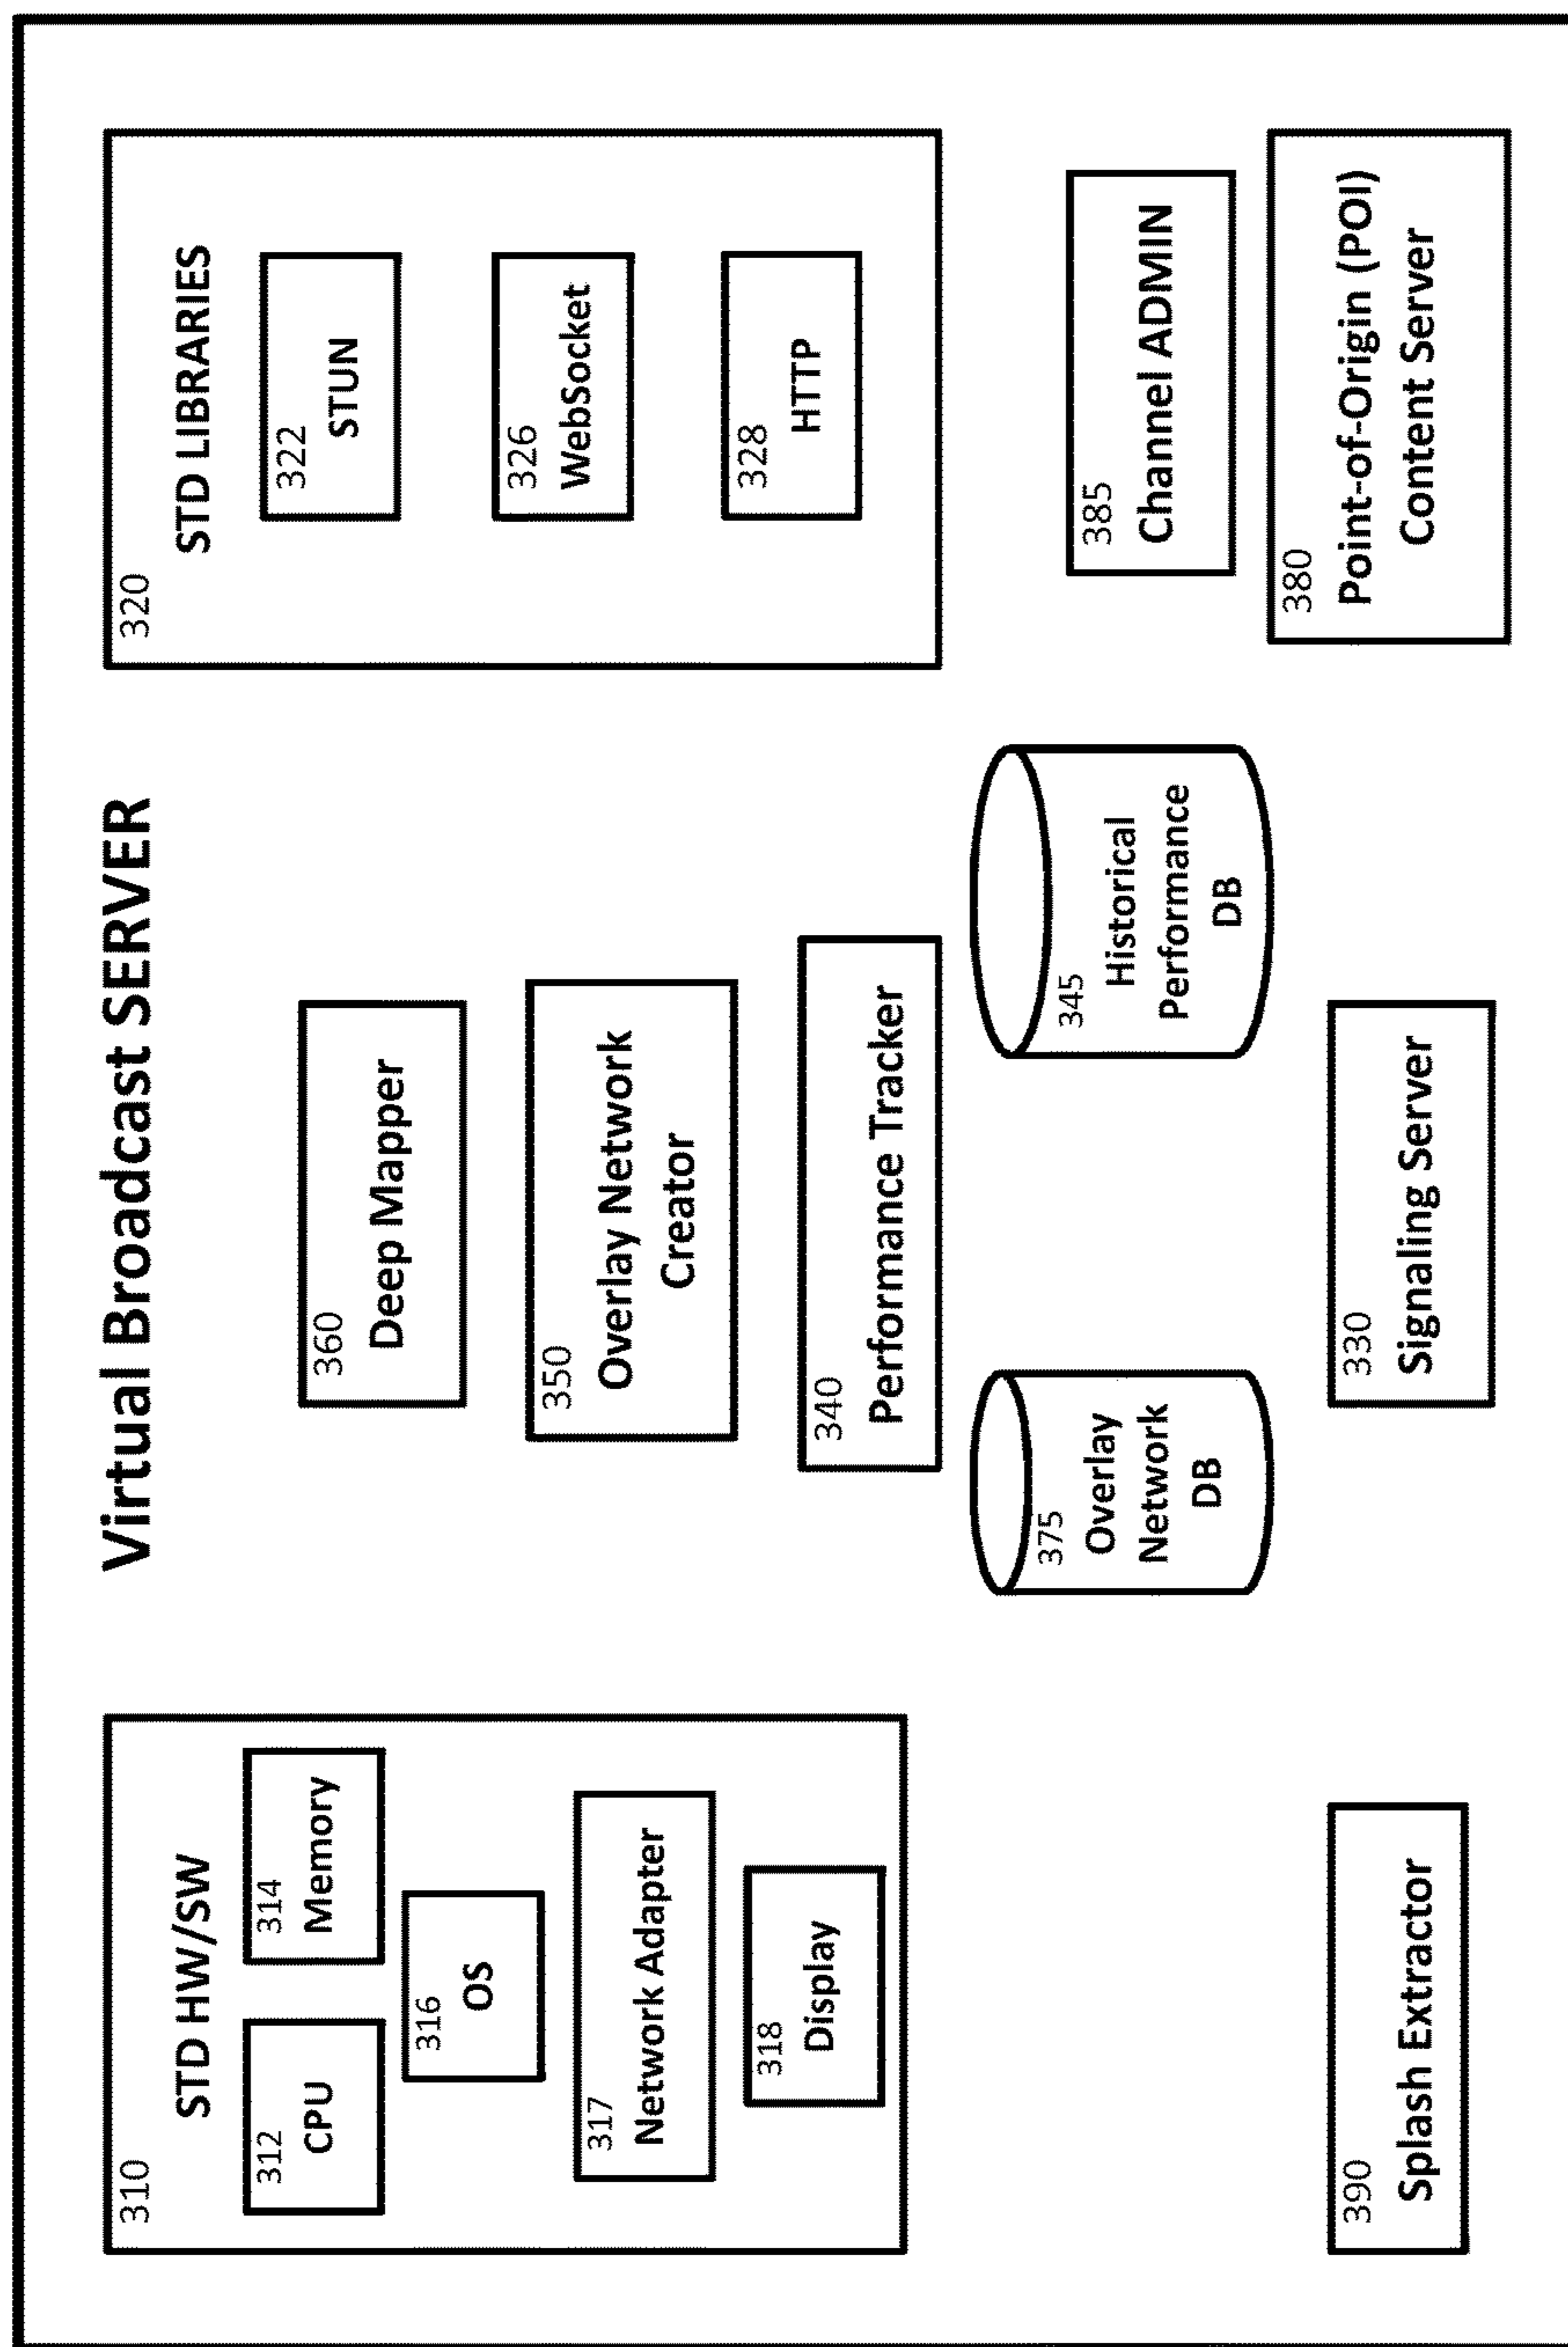 Virtual Broadcast SERVER
310
STD HW/SW
312
CPU
314
Memory
316
OS
317
Network Adapter
318
Display
360
Deep Mapper
350
Overlay Network
Creator
340
Performance Tracker
375
Overlay
Network
DB
345
Historical
Performance
DB
320
STD LIBRARIES
322
STUN
326
WebSocket
328
HTTP
385
Channel ADMIN
380
Point-of-Origin (POI)
Content Server
390
Splash Extractor
330
Signaling Server